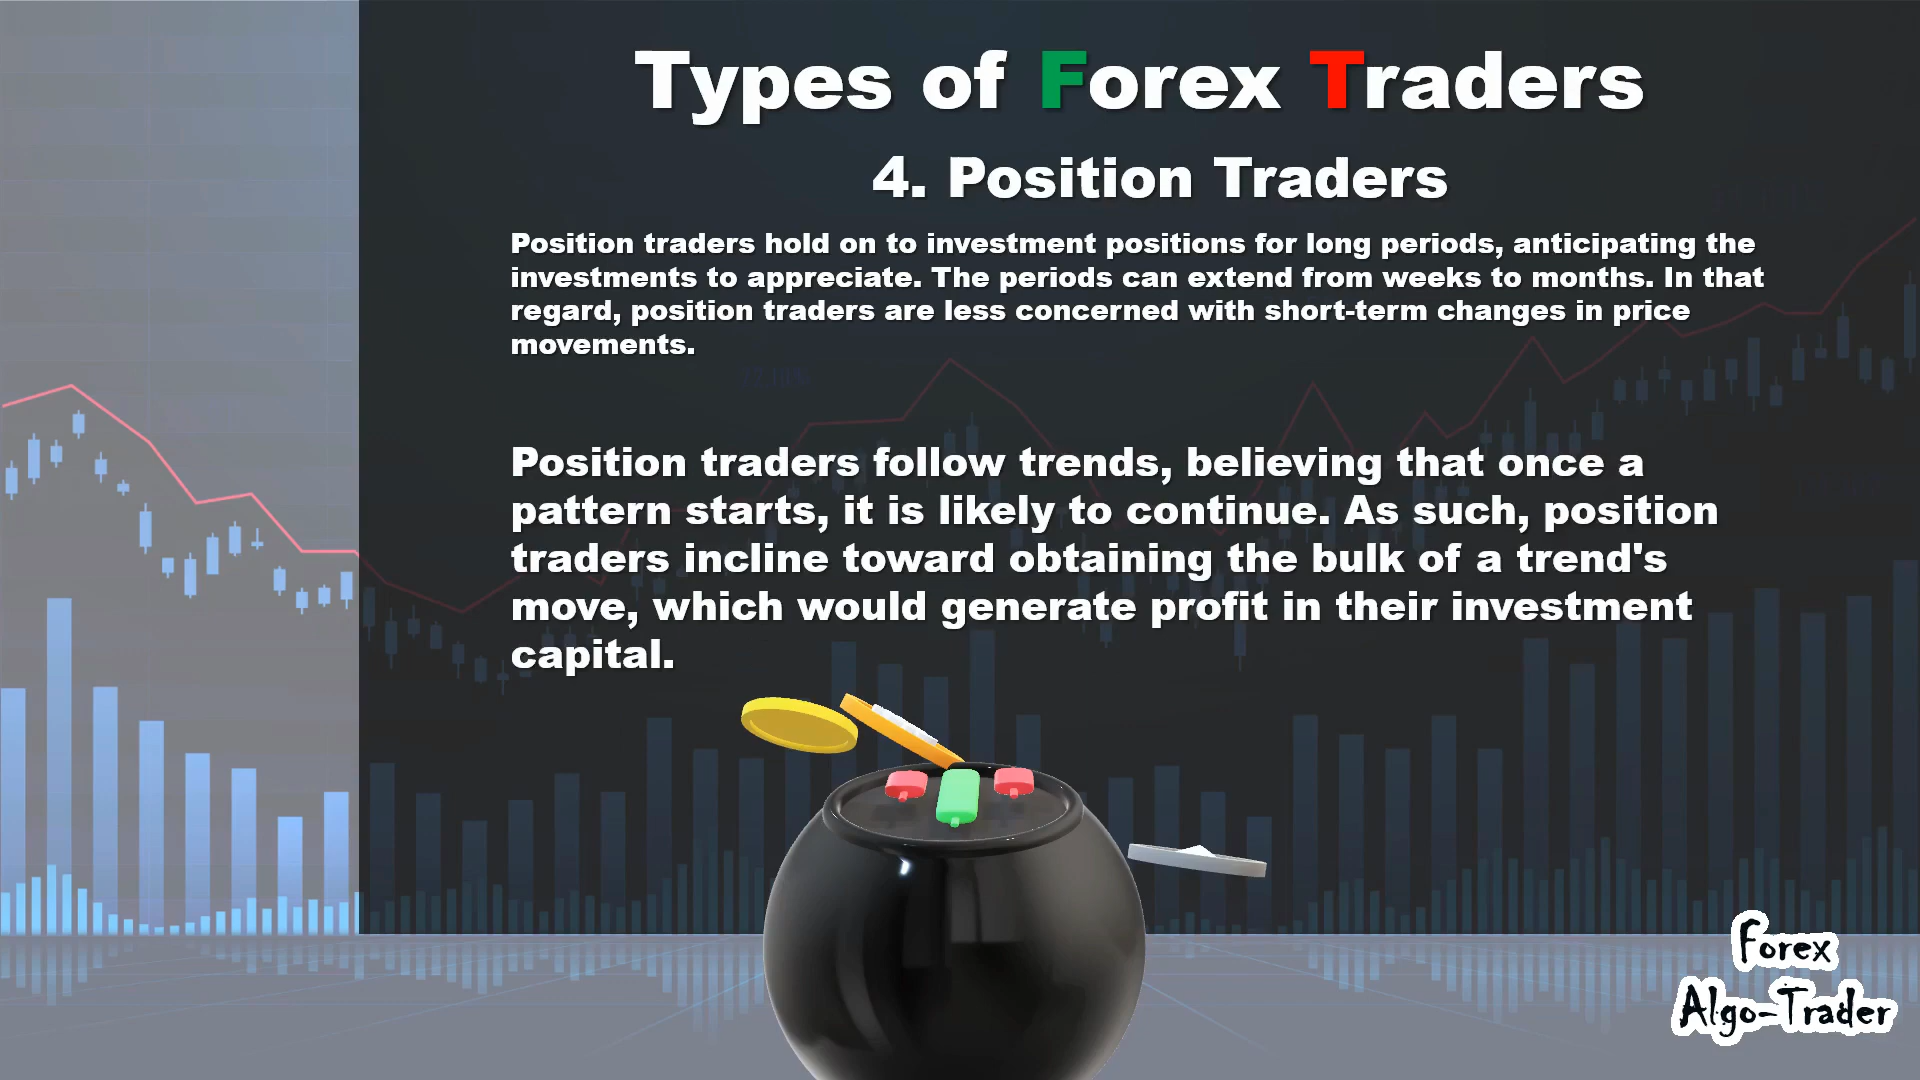 Types of Forex Traders
4. Position Traders
Position traders hold on to investment positions for long periods, anticipating the
investments to appreciate. The periods can extend from weeks to months. In that
regard, position traders are less concerned with short-term changes in price
movements.
Position traders follow trends, believing that once a
pattern starts, it is likely to continue. As such, position
traders incline toward obtaining the bulk of a trend's
move, which would generate profit in their investment
capital.
Forex
Algo-Trader